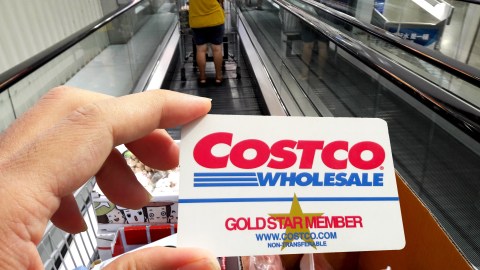 COSTCO
WHOLESALE
GOLD STAR MEMBER
WWW.COSTCO.COM
NON-TRANSFERABLE